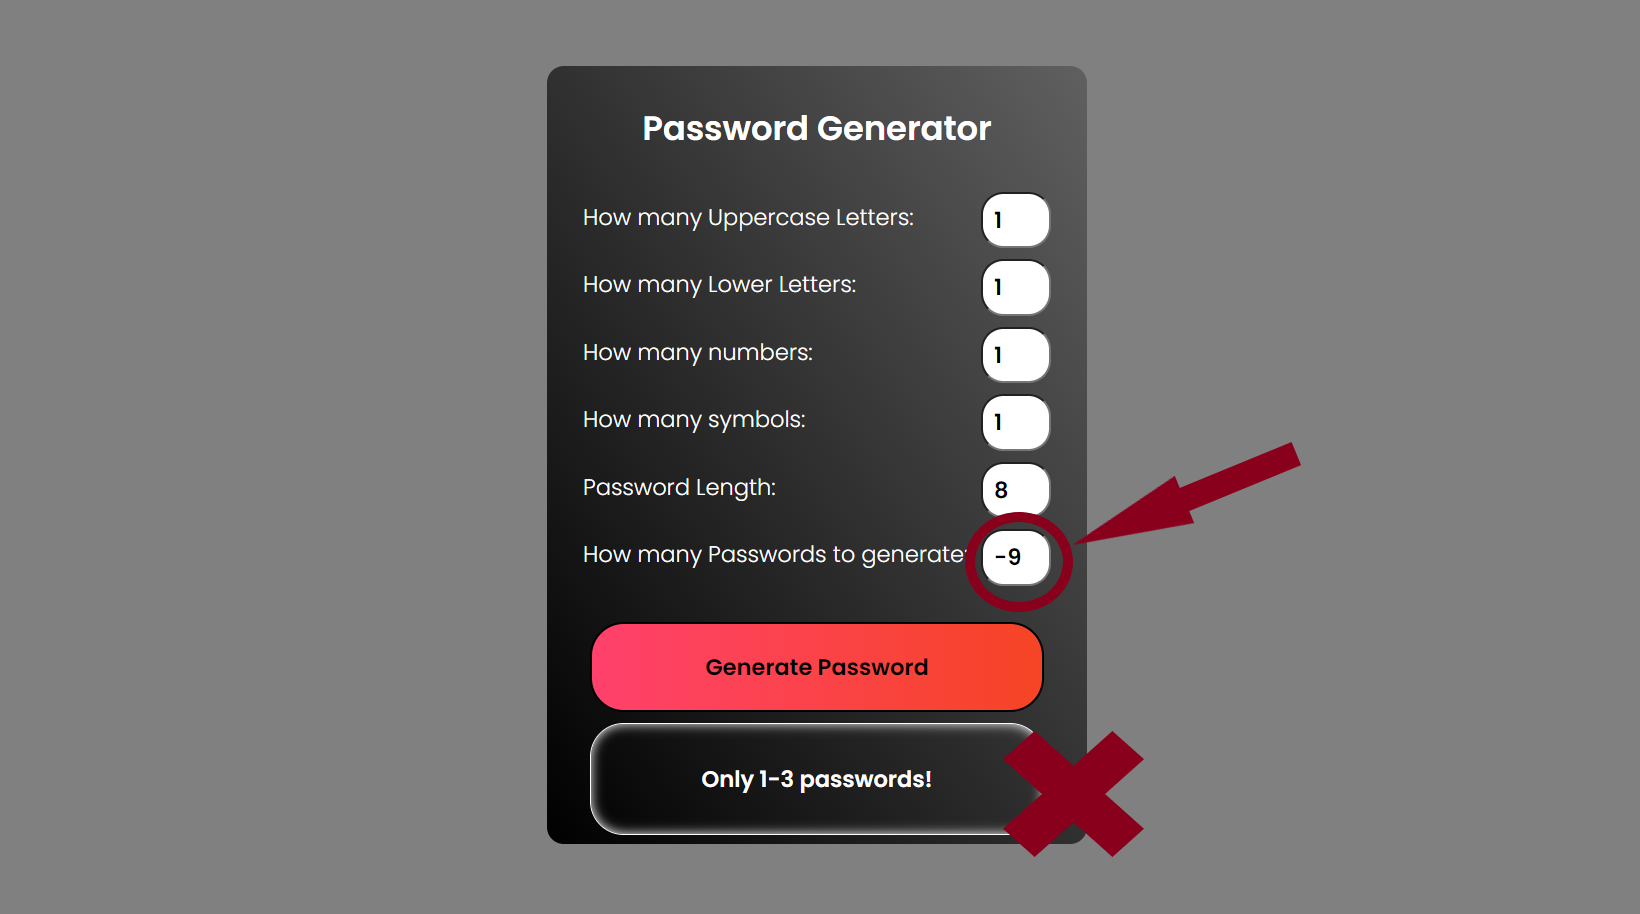 Password Generator
How many Uppercase Letters: 1
How many Lower Letters: 1
How many numbers: 1
How many symbols: 1
Password Length: 8
How many Passwords to generate: -9
Generate Password
Only 1-3 passwords!